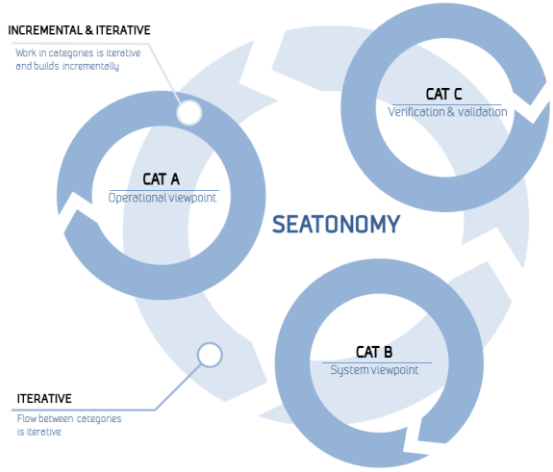 INCREMENTAL & ITERATIVE
Work in categories is iterative
and builds incrementally
CAT C
Verification & validation
CAT A
Operational viewpoint
SEATONOMY
CAT B
System viewpoint
ITERATIVE
Flow between categories
is iterative